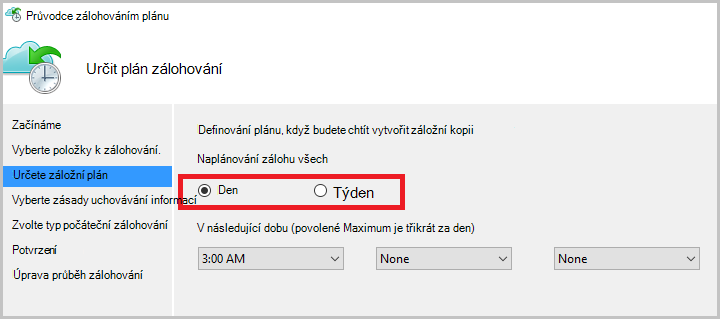 Průvodce zálohováním plánu
Určit plán zálohování
Začínáme
Vyberte položky k zálohování.
Určete záložní plán
Vyberte zásady uchovávání informací
Zvolte typ počáteční zálohování
Potvrzení
Úprava průběh zálohování
Definování plánu, když budete chtít vytvořit záložní kopii
Naplánování zálohu všech
Den Týden
V následující dobu (povolené Maximum je třikrát za den)
3:00 AM None None